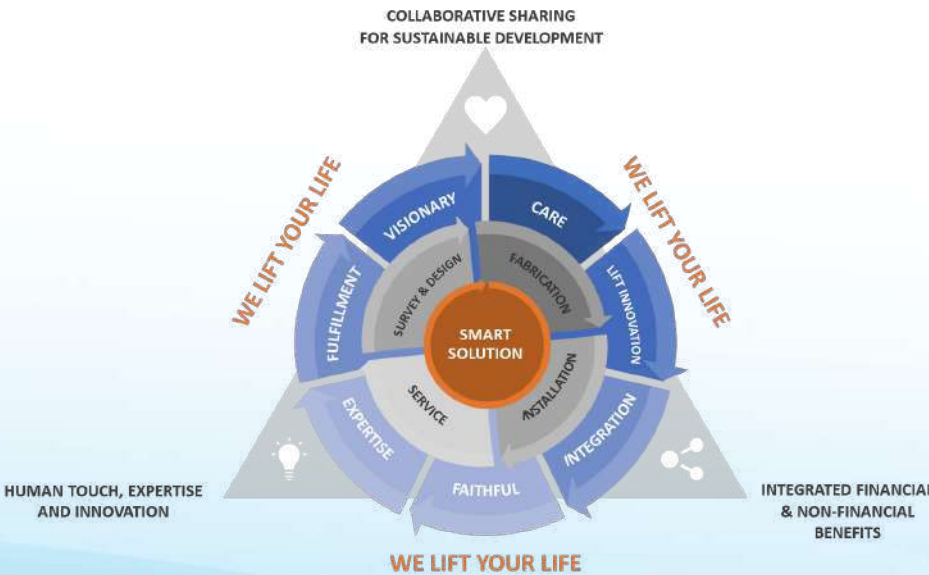 COLLABORATIVE SHARING
FOR SUSTAINABLE DEVELOPMENT
WE LIFT YOUR LIFE
WE LIFT YOUR LIFE
VISIONARY
CARE
SURVEY & DESIGN
FABRICATION
FULFILLMENT
LIFT INNOVATION
SMART
SOLUTION
SERVICE
INSTALLATION
EXPERTISE
INTEGRATION
FAITHFUL
HUMAN TOUCH, EXPERTISE
AND INNOVATION
INTEGRATED FINANCIAL
& NON-FINANCIAL
BENEFITS
WE LIFT YOUR LIFE